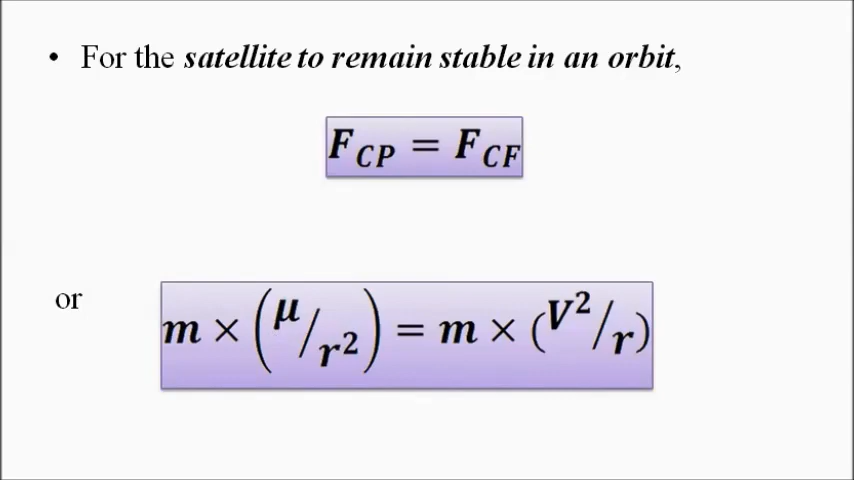 • For the satellite to remain stable in an orbit,
F_CP = F_CF
or m × (μ/r²) = m × (V²/r)